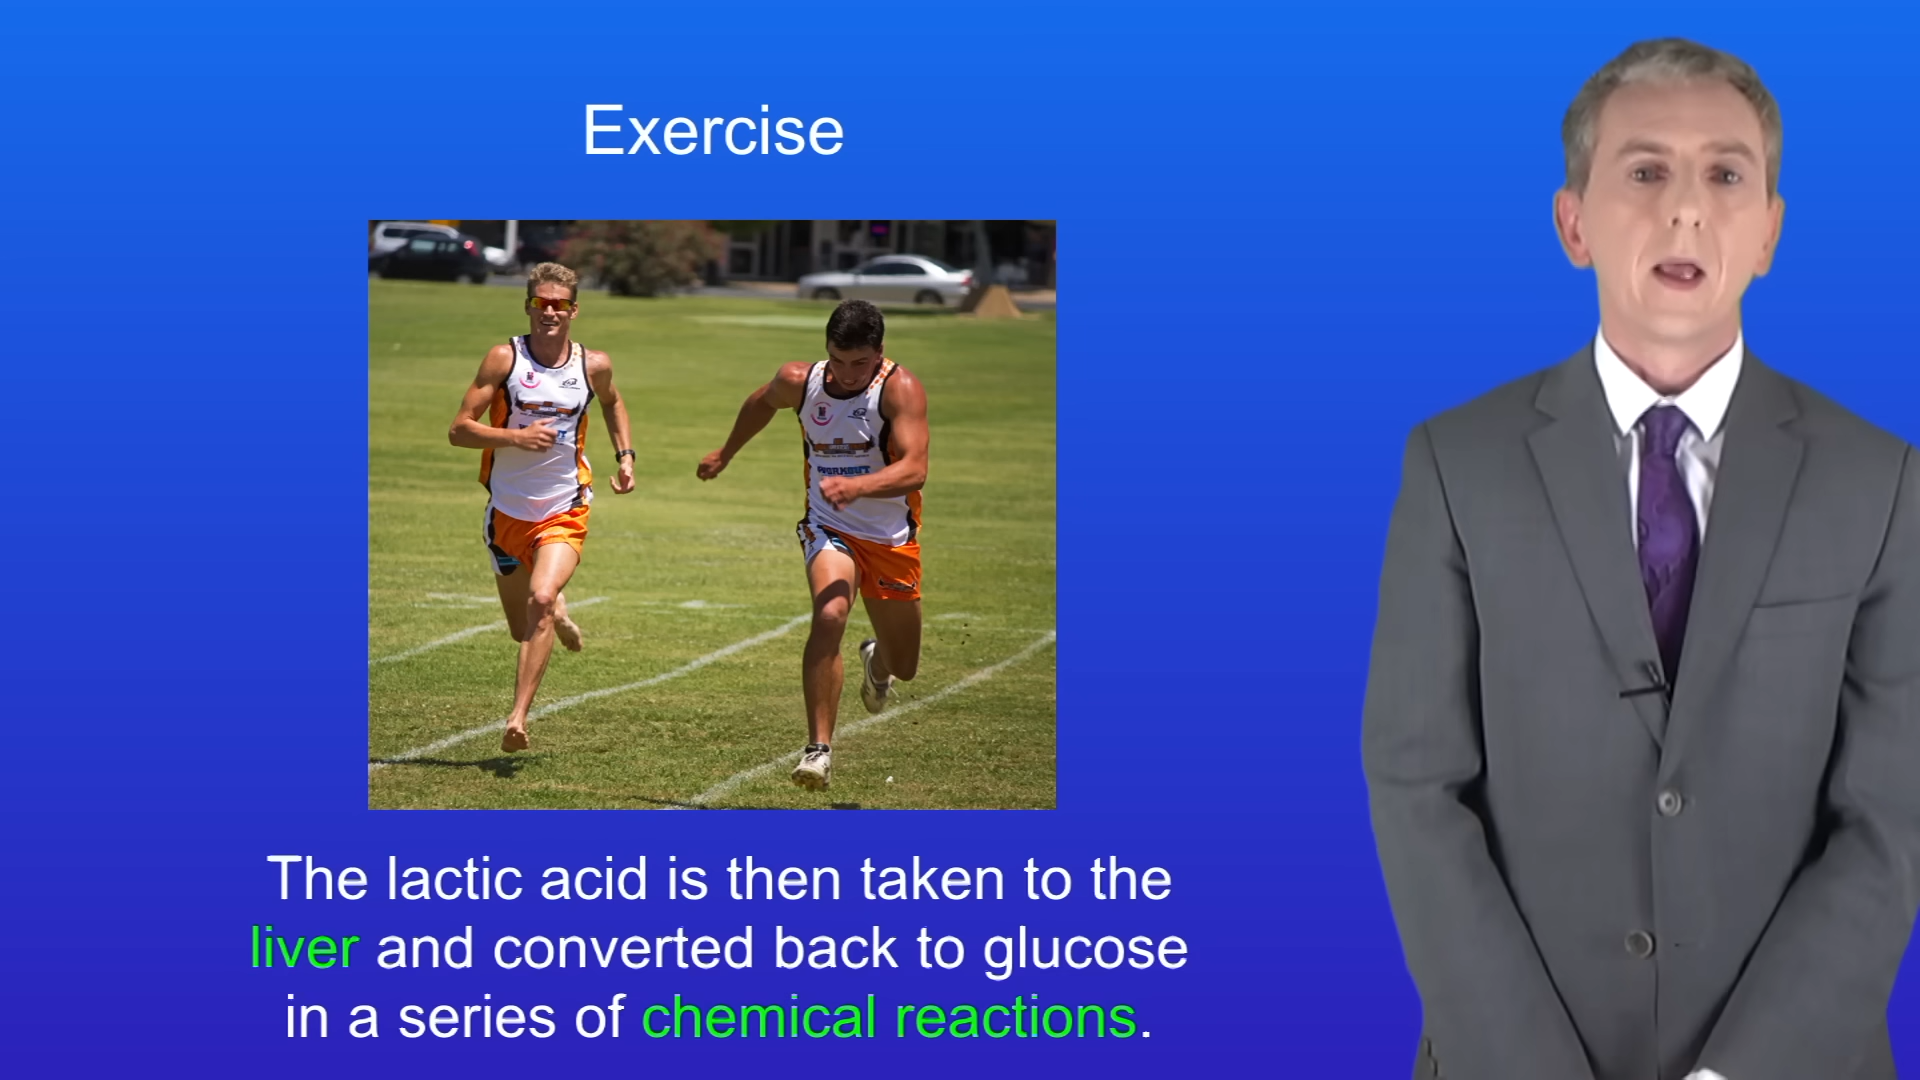 Exercise
WORKOUT
The lactic acid is then taken to the
liver and converted back to glucose
in a series of chemical reactions.